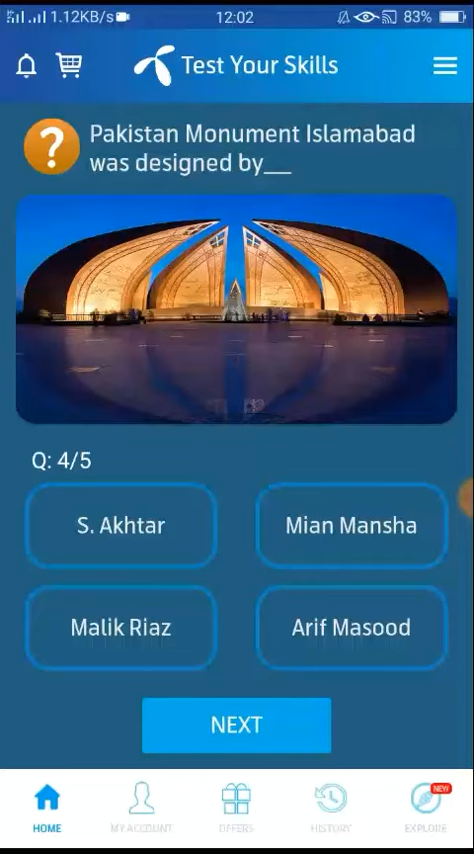 1.12KB/s 12:02 83%
Test Your Skills
?
Pakistan Monument Islamabad
was designed by__
Q: 4/5
S. Akhtar
Mian Mansha
Malik Riaz
Arif Masood
NEXT
NEW
HOME
MY ACCOUNT
OFFERS
HISTORY
EXPLORE